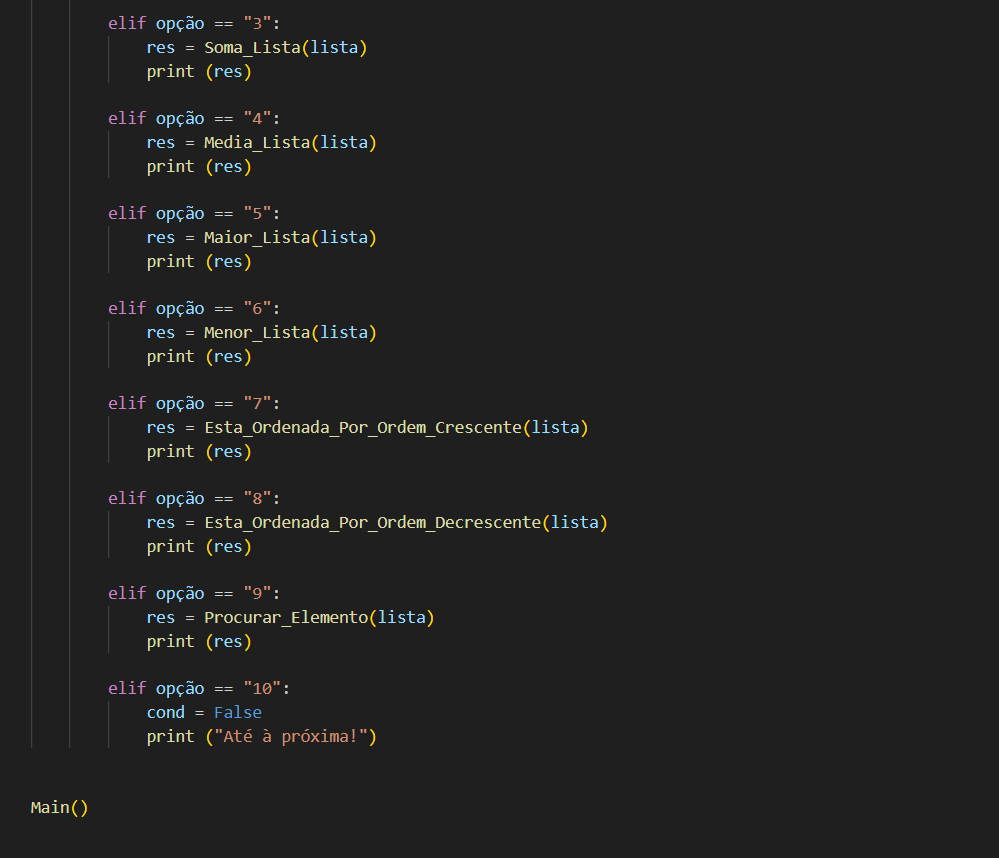 elif opção == "3":
res = Soma_Lista(lista)
print (res)
elif opção == "4":
res = Media_Lista(lista)
print (res)
elif opção == "5":
res = Maior_Lista(lista)
print (res)
elif opção == "6":
res = Menor_Lista(lista)
print (res)
elif opção == "7":
res = Esta_Ordenada_Por_Ordem_Crescente(lista)
print (res)
elif opção == "8":
res = Esta_Ordenada_Por_Ordem_Decrescente(lista)
print (res)
elif opção == "9":
res = Procurar_Elemento(lista)
print (res)
elif opção == "10":
cond = False
print ("Até à próxima!")
Main()